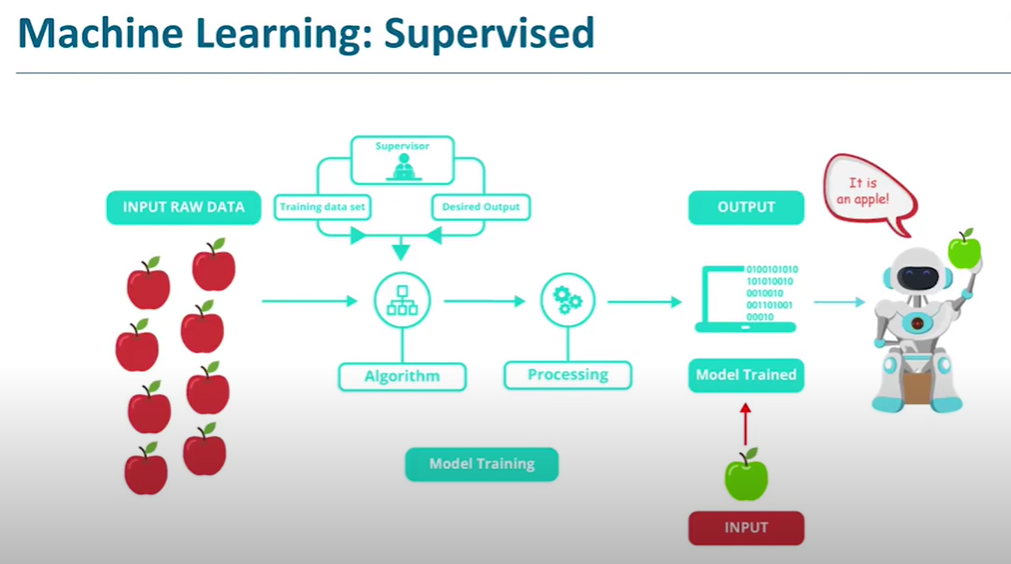 Machine Learning: Supervised
Supervisor
INPUT RAW DATA
Training data set
Desired Output
OUTPUT
It is
an apple!
0100101010
101010010
0010010
001101001
00010
Algorithm
Processing
Model Trained
Model Training
INPUT